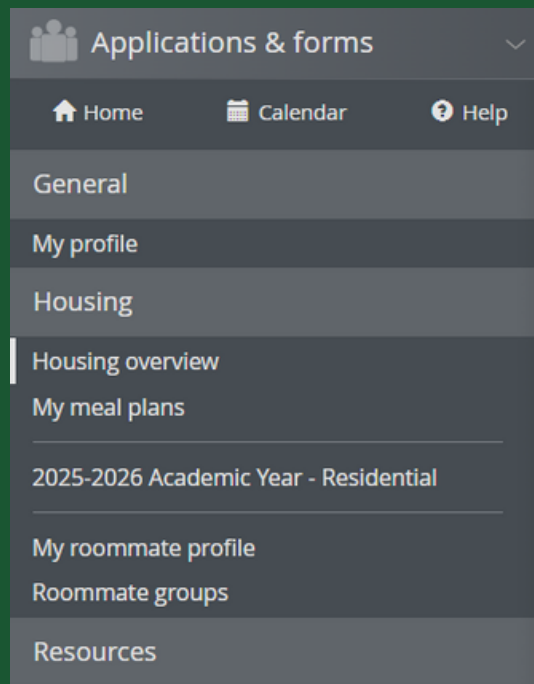 Applications & forms
Home Calendar Help
General
My profile
Housing
Housing overview
My meal plans
2025-2026 Academic Year - Residential
My roommate profile
Roommate groups
Resources